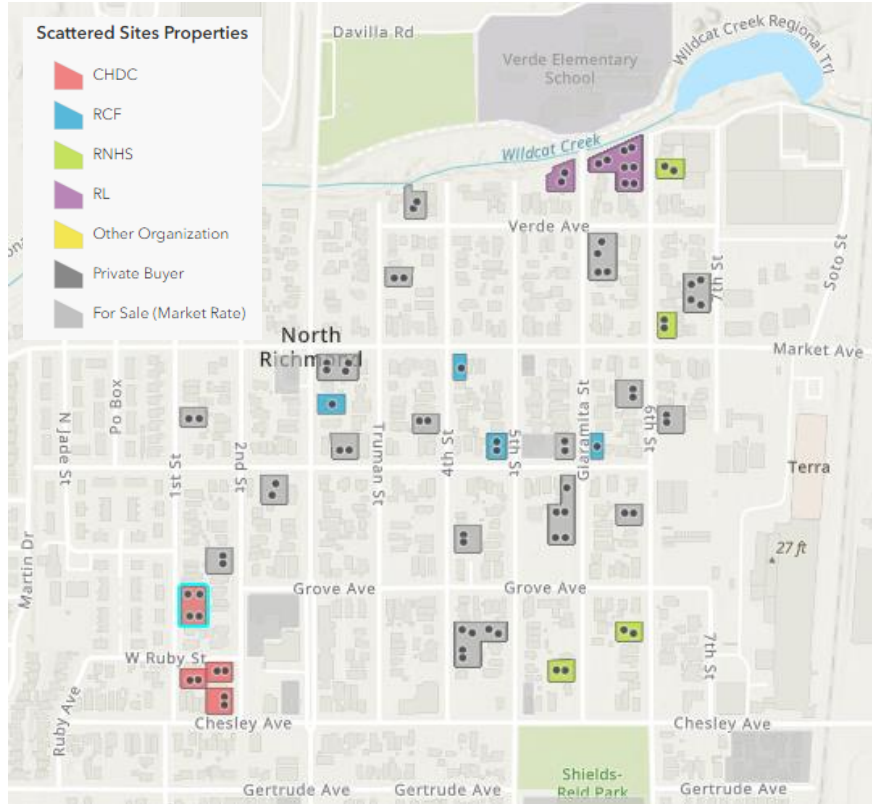 Scattered Sites Properties
CHDC
RCF
RNHS
RL
Other Organization
Private Buyer
For Sale (Market Rate)
Davilla Rd
Verde Elementary
School
Wildcat Creek Regional Trl
Wildcat Creek
Verde Ave
7th St
Soto St
North
Richmond
Market Ave
N Jade St
Po Box
1st St
2nd St
Truman St
4th St
5th St
Giaramita St
6th St
Terra
27 ft
Martin Dr
Grove Ave
Grove Ave
W Ruby St
Ruby Ave
7th St
Chesley Ave
Chesley Ave
Shields-
Reid Park
Gertrude Ave
Gertrude Ave
Gertrude Ave